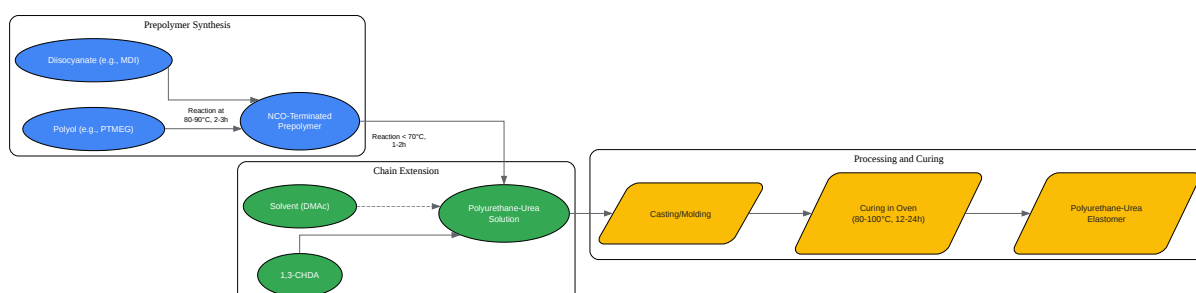 Prepolymer Synthesis
Diisocyanate (e.g., MDI)
Polyol (e.g., PTMEG)
Reaction at
80-90°C, 2-3h
NCO-Terminated
Prepolymer
Reaction < 70°C,
1-2h
Chain Extension
Solvent (DMAc)
1,3-CHDA
Polyurethane-Urea
Solution
Processing and Curing
Casting/Molding
Curing in Oven
(80-100°C, 12-24h)
Polyurethane-Urea
Elastomer